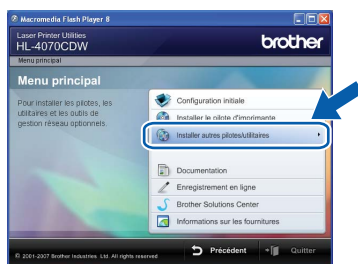 Macromedia Flash Player 8
Laser Printer Utilities
HL-4070CDW
brother
Menu principal
Menu principal
Pour installer les pilotes, les
utilitaires et les outils de
gestion réseau optionnels.
Configuration initiale
Installer le pilote d'imprimante
Installer autres pilotes/utilitaires
Documentation
Enregistrement en ligne
Brother Solutions Center
Informations sur les fournitures
© 2001-2007 Brother Industries Ltd. All rights reserved
Précédent
Quitter